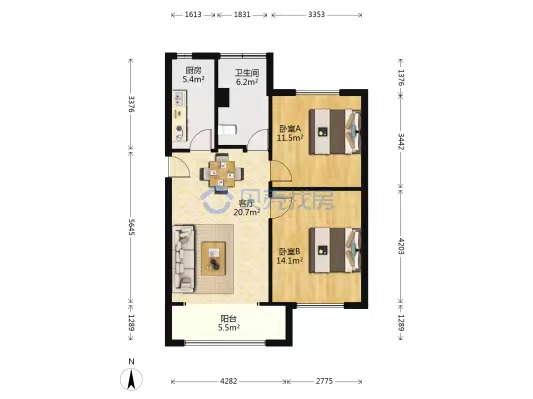 1613 1831 3353
厨房
5.4m²
卫生间
6.2m²
1376
3376
卧室A
11.5m²
3442
贝壳找房
客厅
20.7m²
5645
卧室B
14.1m²
4203
阳台
5.5m²
1289
1289
N
4282 2775